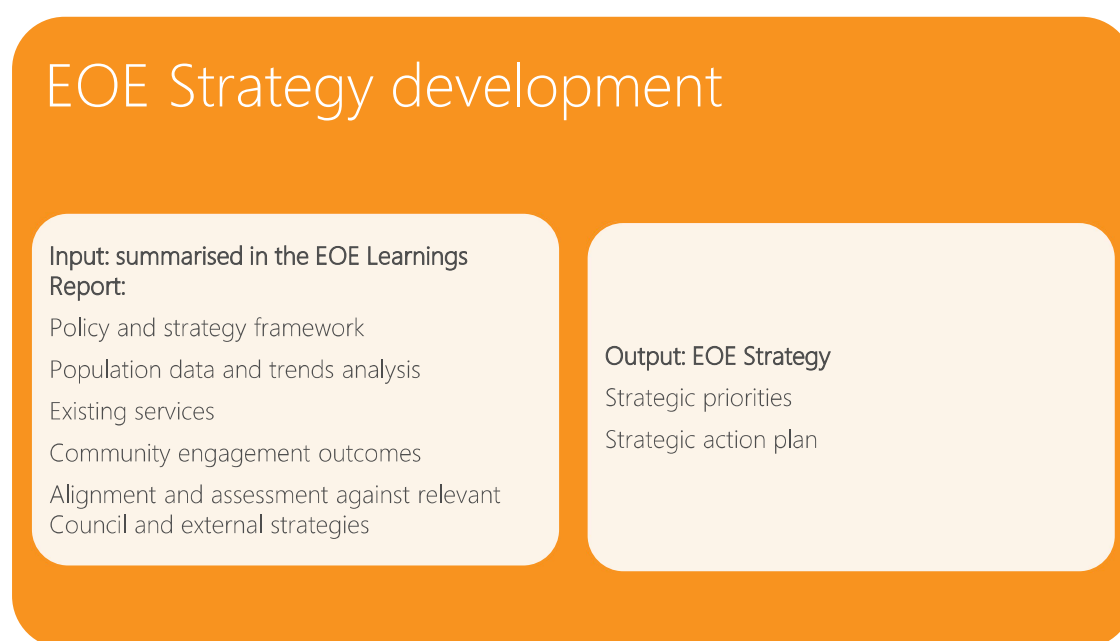 EOE Strategy development
Input: summarised in the EOE Learnings
Report:
Policy and strategy framework
Population data and trends analysis
Existing services
Community engagement outcomes
Alignment and assessment against relevant
Council and external strategies
Output: EOE Strategy
Strategic priorities
Strategic action plan